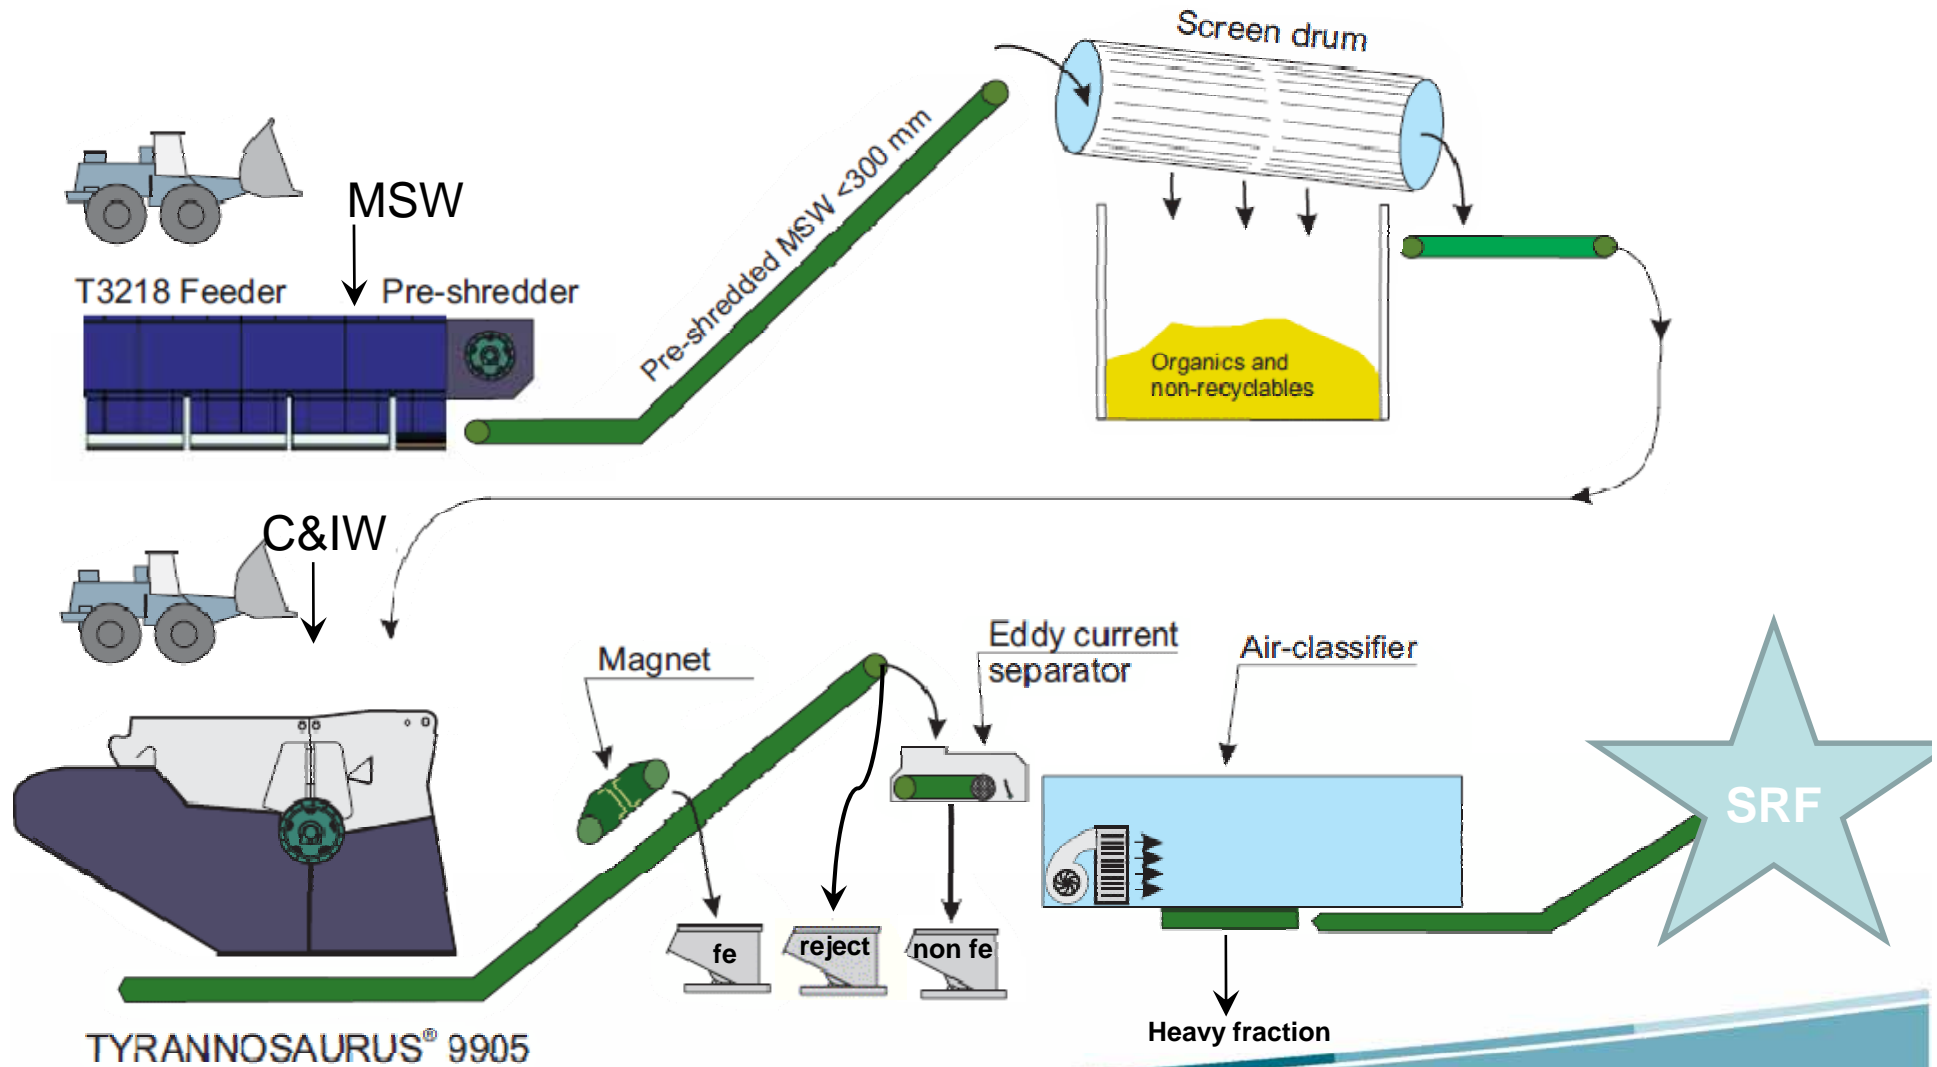 Screen drum
MSW
T3218 Feeder
Pre-shredder
Pre-shredded MSW <300 mm
Organics and
non-recyclables
C&IW
Magnet
Eddy current
separator
Air-classifier
SRF
fe
reject
non fe
Heavy fraction
TYRANNOSAURUS® 9905